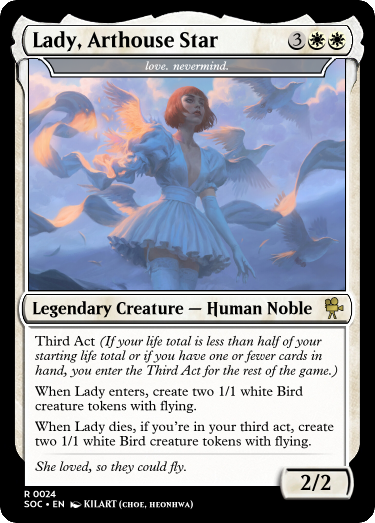 Lady, Arthouse Star 3
love. nevermind.
Legendary Creature — Human Noble
Third Act (If your life total is less than half of your
starting life total or if you have one or fewer cards in
hand, you enter the Third Act for the rest of the game.)
When Lady enters, create two 1/1 white Bird
creature tokens with flying.
When Lady dies, if you're in your third act, create
two 1/1 white Bird creature tokens with flying.
She loved, so they could fly.
2/2
R 0024
SOC • EN KILART (CHOE, HEONHWA)